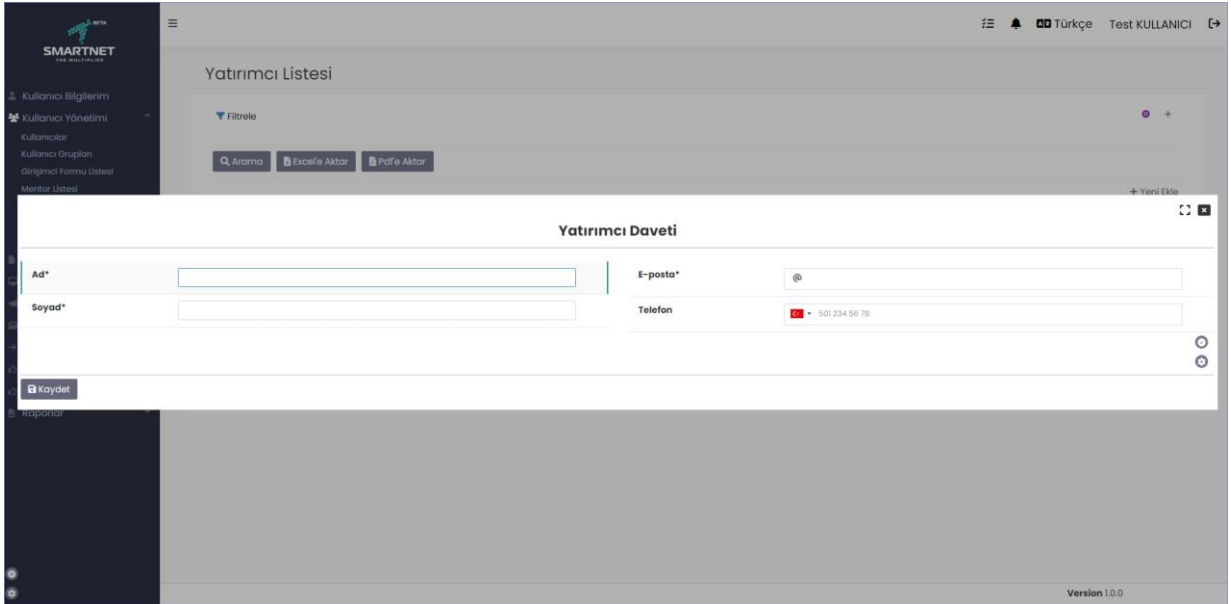 BETA
SMARTNET
THE MULTIPLIER
Türkçe
Test KULLANICI
Kullanıcı Bilgilerim
Kullanıcı Yönetimi
Kullanıcılar
Kullanıcı Grupları
Girişimci Formu Listesi
Mentor Listesi
Raporlar
Yatırımcı Listesi
Filtrele
Arama
Excel'e Aktar
Pdf'e Aktar
+ Yeni Ekle
Yatırımcı Daveti
Ad*
E-posta*
@
Soyad*
Telefon
501 234 56 78
Kaydet
Version 1.0.0